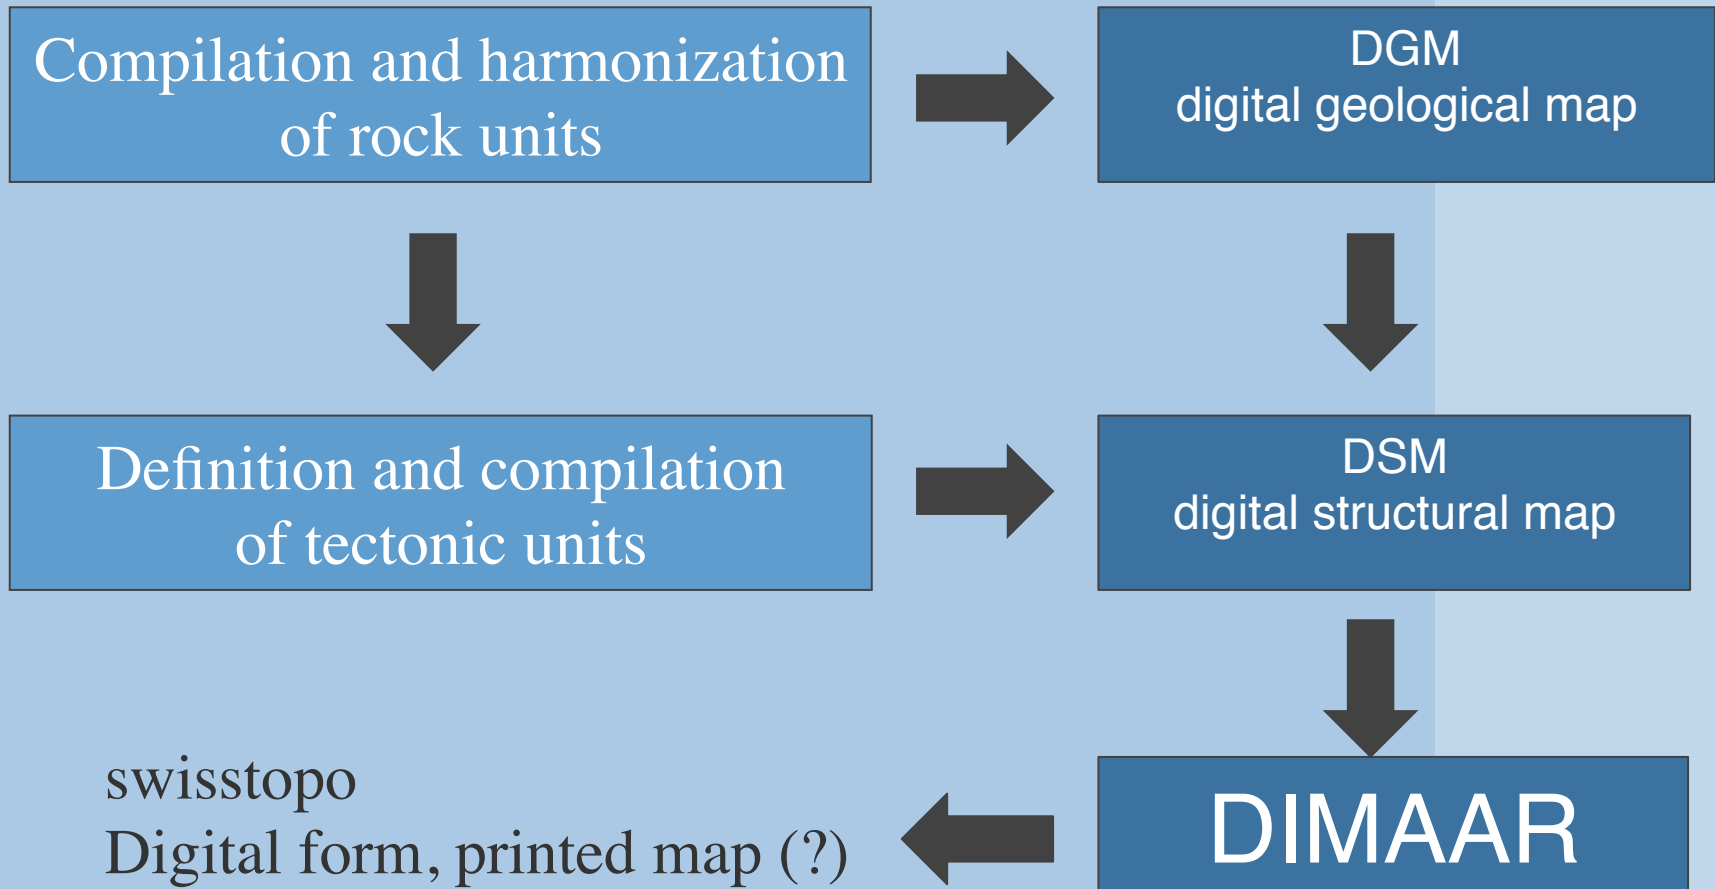 Compilation and harmonization
of rock units
DGM
digital geological map
Definition and compilation
of tectonic units
DSM
digital structural map
swisstopo
Digital form, printed map (?)
DIMAAR